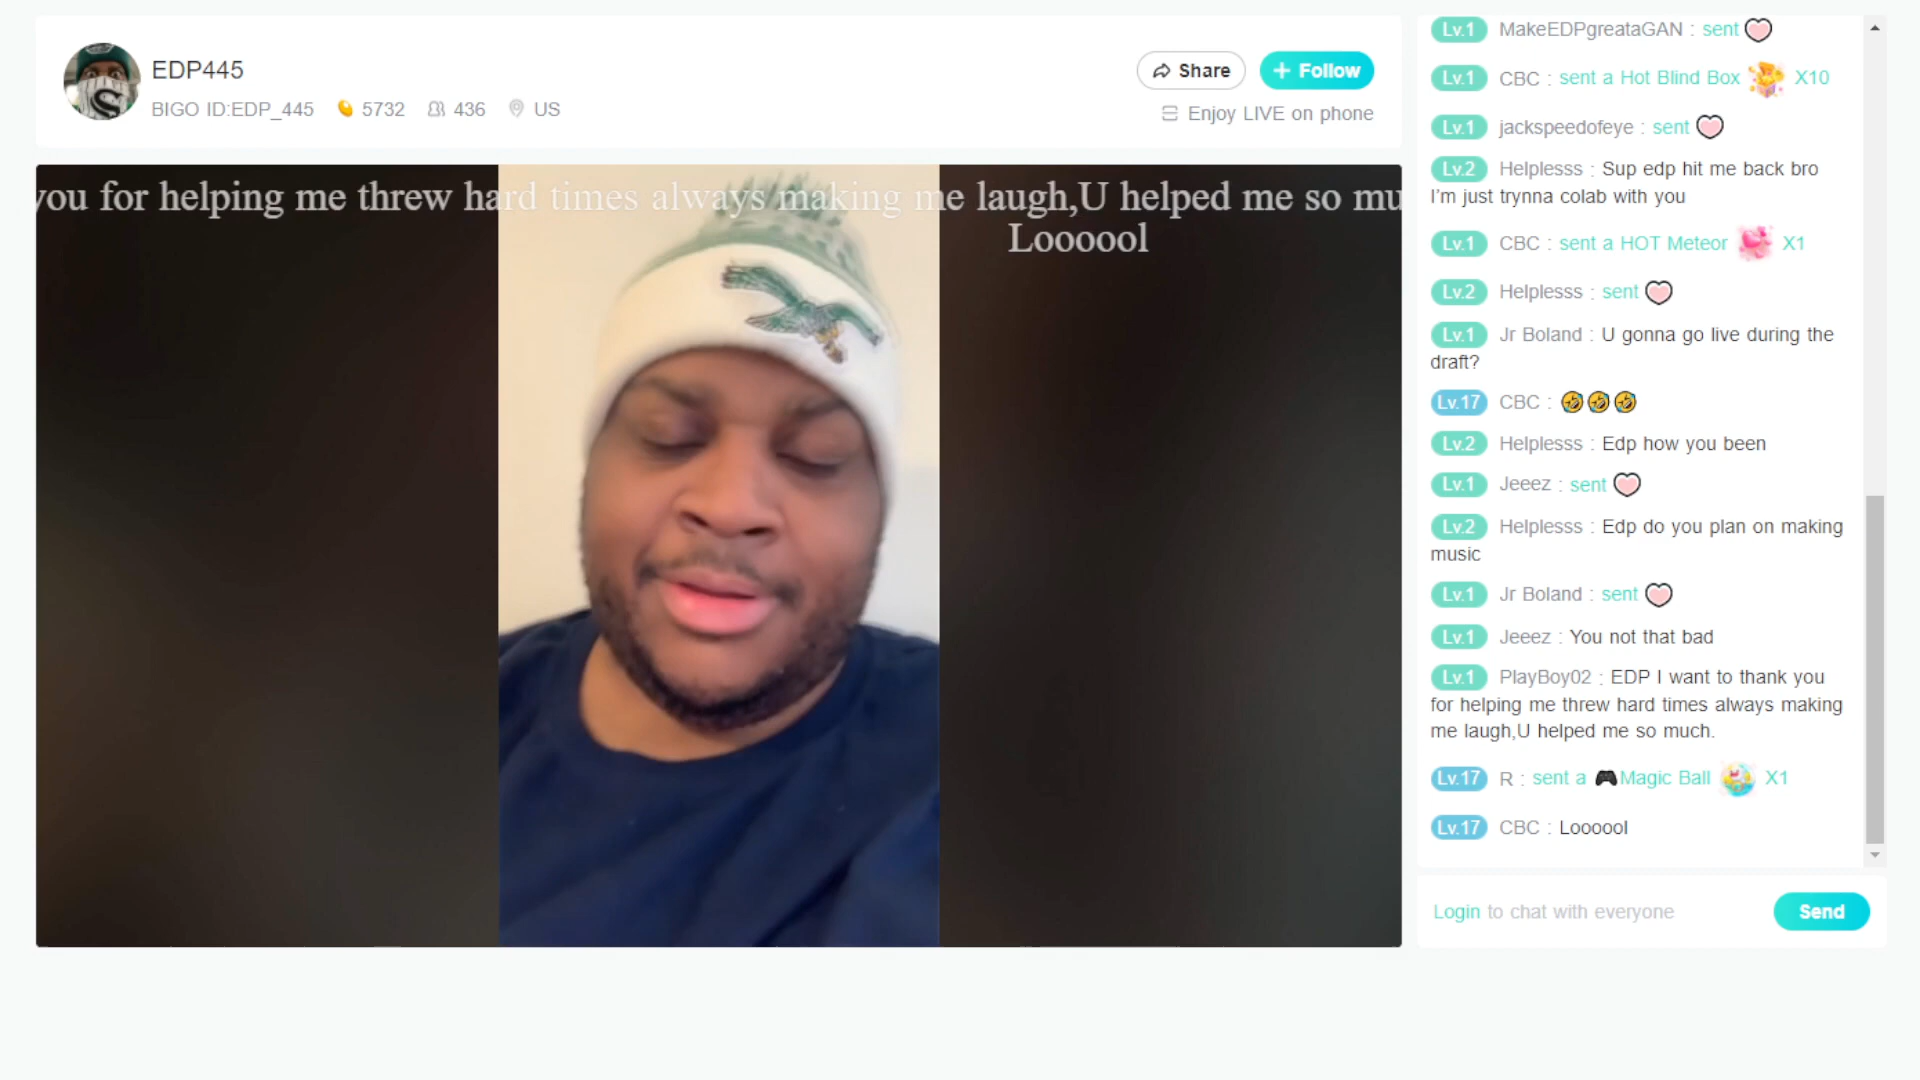 EDP445
BIGO ID:EDP_445 5732 436 US
Share
+ Follow
Enjoy LIVE on phone
you for helping me threw hard times always making me laugh,U helped me so mu
Loooool
Lv.1 MakeEDPgreataGAN : sent
Lv.1 CBC : sent a Hot Blind Box X10
Lv.1 jackspeedofeye : sent
Lv.2 Helplesss : Sup edp hit me back bro
I'm just trynna colab with you
Lv.1 CBC : sent a HOT Meteor X1
Lv.2 Helplesss : sent
Lv.1 Jr Boland : U gonna go live during the
draft?
Lv.17 CBC : 🤣🤣🤣
Lv.2 Helplesss : Edp how you been
Lv.1 Jeeez : sent
Lv.2 Helplesss : Edp do you plan on making
music
Lv.1 Jr Boland : sent
Lv.1 Jeeez : You not that bad
Lv.1 PlayBoy02 : EDP I want to thank you
for helping me threw hard times always making
me laugh,U helped me so much.
Lv.17 R : sent a 🎮Magic Ball X1
Lv.17 CBC : Loooool
Login to chat with everyone
Send